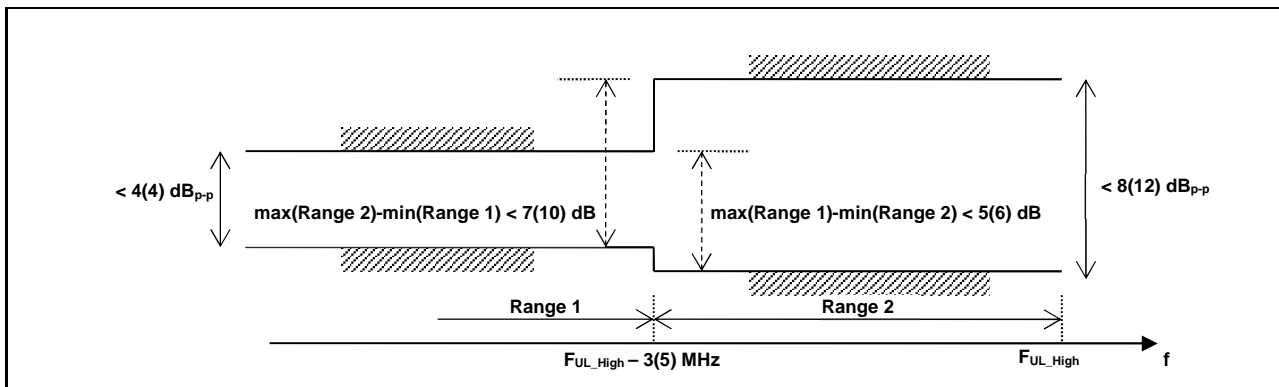 < 4(4) dBp-p
max(Range 2)-min(Range 1) < 7(10) dB
max(Range 1)-min(Range 2) < 5(6) dB
< 8(12) dBp-p
Range 1
Range 2
FUL_High – 3(5) MHz
FUL_High
f